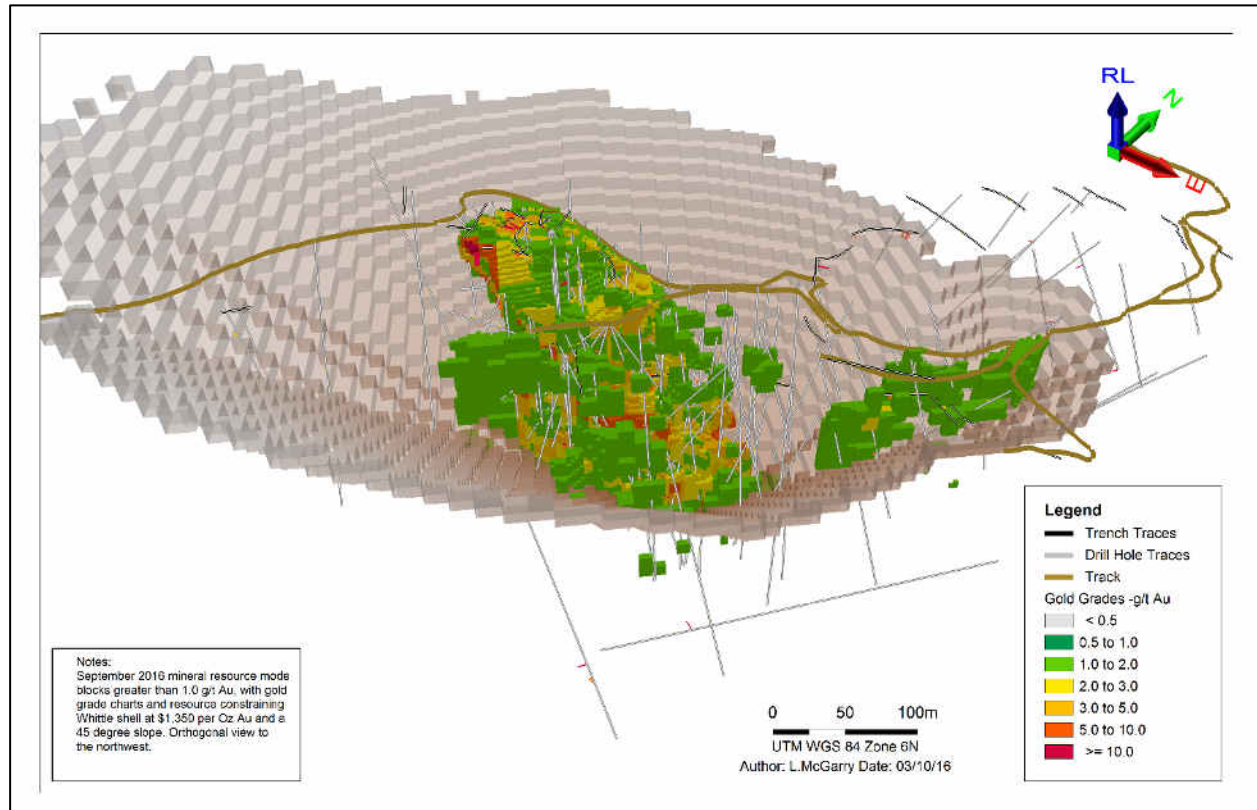 RL
N
E
Legend
Trench Traces
Drill Hole Traces
Track
Gold Grades -g/t Au
< 0.5
0.5 to 1.0
1.0 to 2.0
2.0 to 3.0
3.0 to 5.0
5.0 to 10.0
>= 10.0
Notes:
September 2016 mineral resource mode
blocks greater than 1.0 g/t Au, with gold
grade charts and resource constraining
Whittle shell at $1,350 per Oz Au and a
45 degree slope. Orthogonal view to
the northwest.
0 50 100m
UTM WGS 84 Zone 6N
Author: L.McGarry Date: 03/10/16